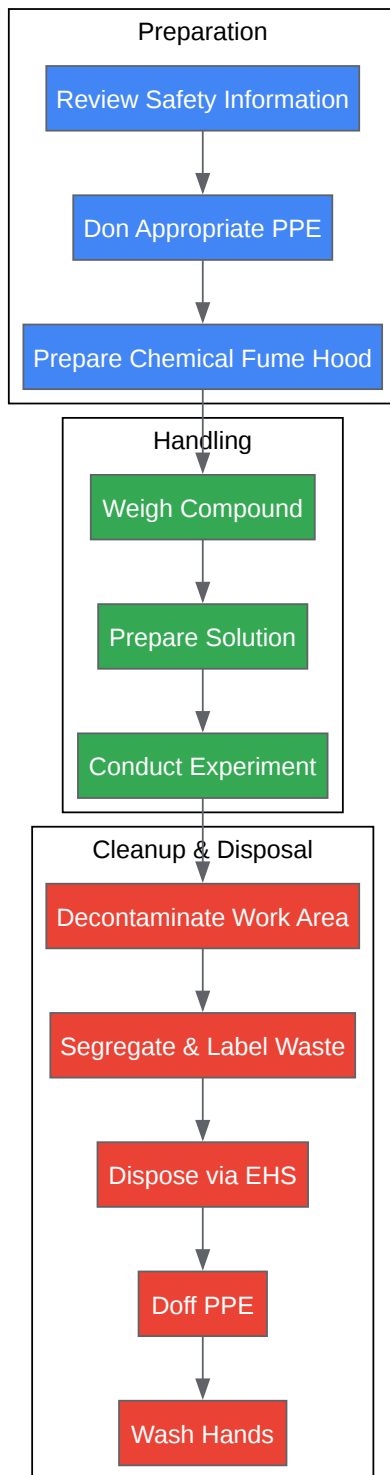 Preparation
Review Safety Information
Don Appropriate PPE
Prepare Chemical Fume Hood
Handling
Weigh Compound
Prepare Solution
Conduct Experiment
Cleanup & Disposal
Decontaminate Work Area
Segregate & Label Waste
Dispose via EHS
Doff PPE
Wash Hands